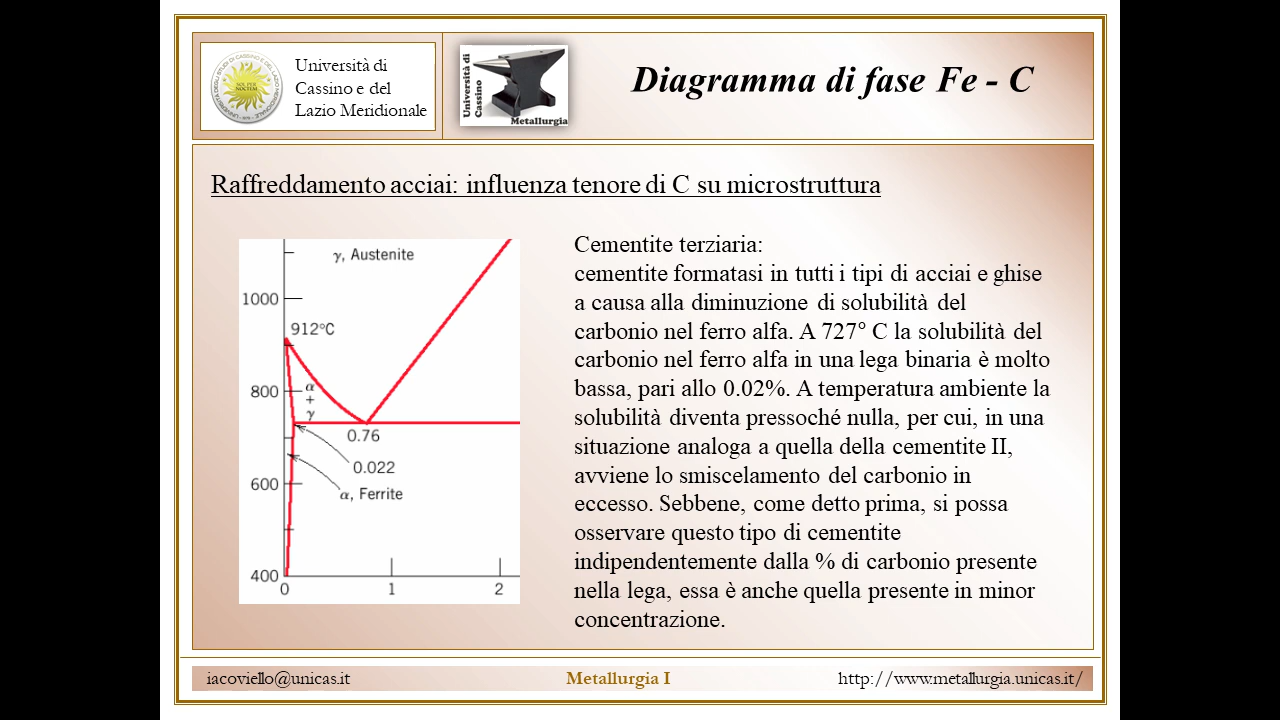 Università di
Cassino e del
Lazio Meridionale
Università di
Cassino
Metallurgia
Diagramma di fase Fe - C
Raffreddamento acciai: influenza tenore di C su microstruttura
γ, Austenite
1000
912°C
800
α
+
γ
0.76
0.022
600
α, Ferrite
400
0
1
2
Cementite terziaria:
cementite formatasi in tutti i tipi di acciai e ghise
a causa alla diminuzione di solubilità del
carbonio nel ferro alfa. A 727° C la solubilità del
carbonio nel ferro alfa in una lega binaria è molto
bassa, pari allo 0.02%. A temperatura ambiente la
solubilità diventa pressoché nulla, per cui, in una
situazione analoga a quella della cementite II,
avviene lo smiscelamento del carbonio in
eccesso. Sebbene, come detto prima, si possa
osservare questo tipo di cementite
indipendentemente dalla % di carbonio presente
nella lega, essa è anche quella presente in minor
concentrazione.
iacoviello@unicas.it
Metallurgia I
http://www.metallurgia.unicas.it/